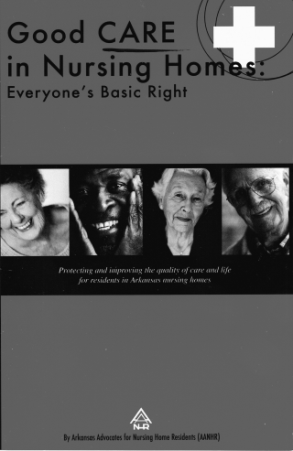 Good CARE
in Nursing Homes:
Everyone's Basic Right
Protecting and improving the quality of care and life
for residents in Arkansas nursing homes
NHR
By Arkansas Advocates for Nursing Home Residents (AANHR)